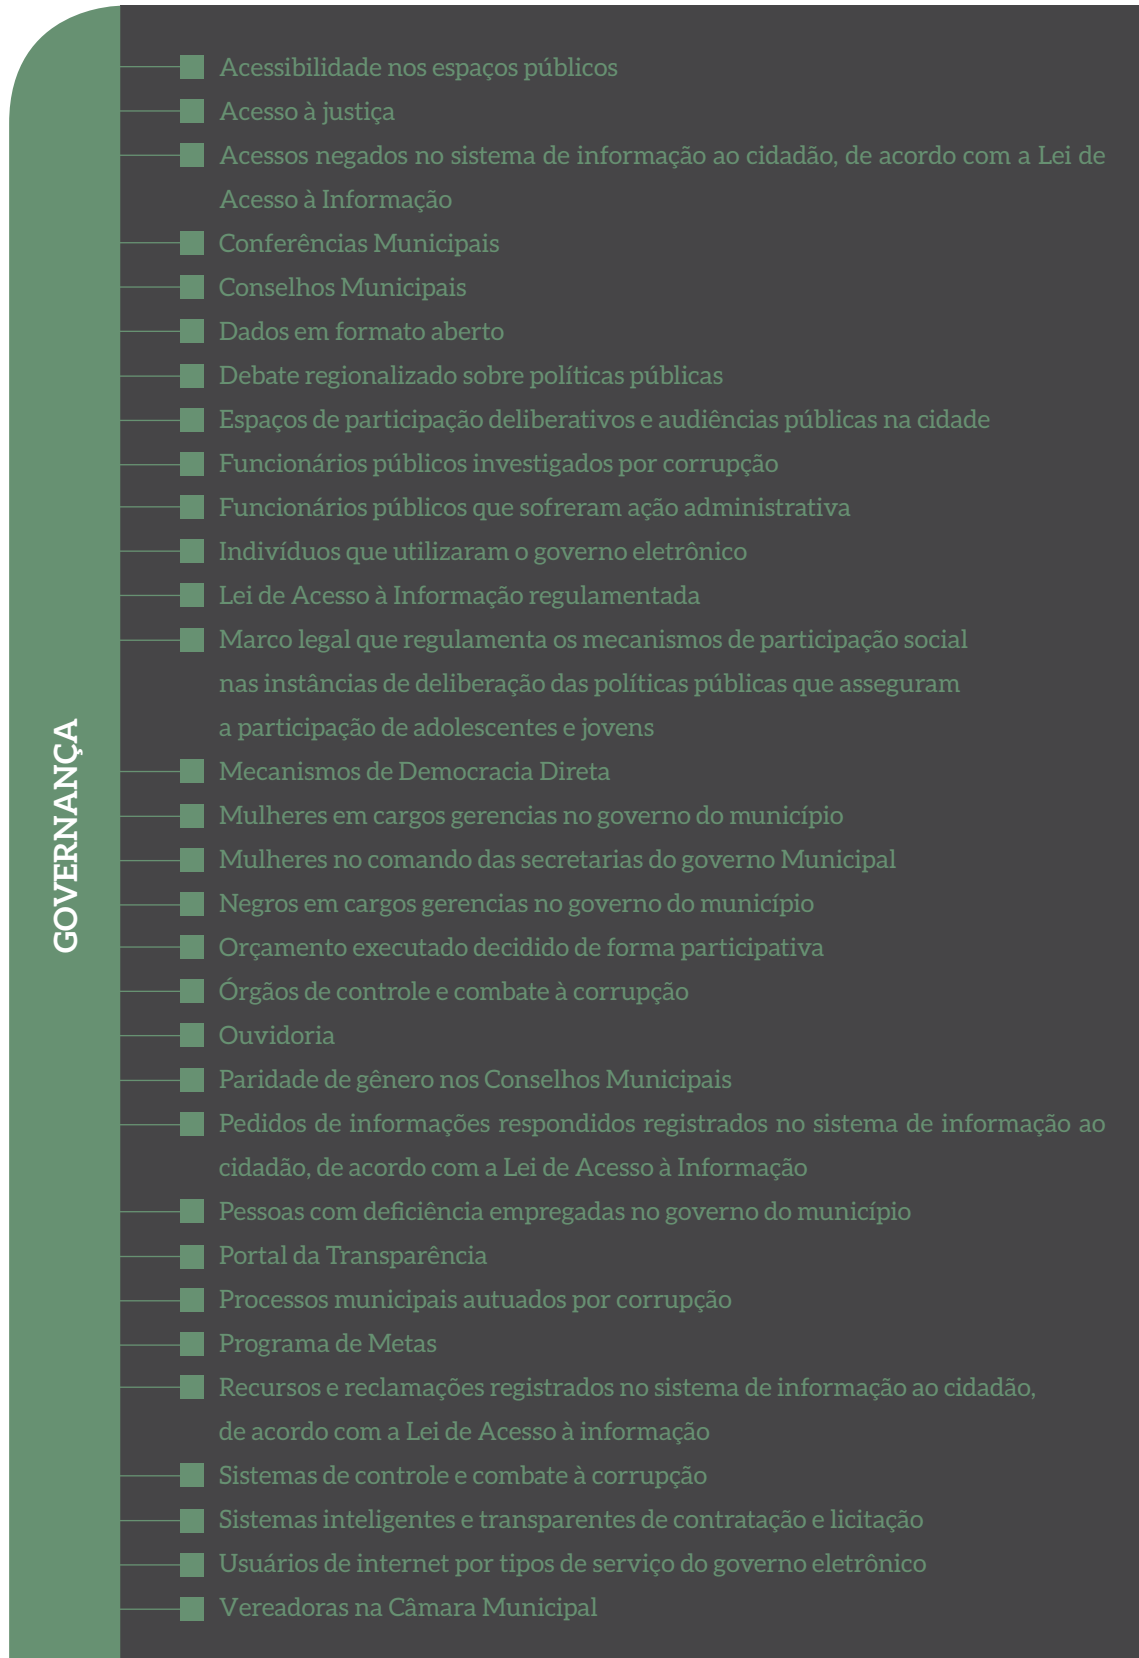 GOVERNANÇA
Acessibilidade nos espaços públicos
Acesso à justiça
Acessos negados no sistema de informação ao cidadão, de acordo com a Lei de
Acesso à Informação
Conferências Municipais
Conselhos Municipais
Dados em formato aberto
Debate regionalizado sobre políticas públicas
Espaços de participação deliberativos e audiências públicas na cidade
Funcionários públicos investigados por corrupção
Funcionários públicos que sofreram ação administrativa
Indivíduos que utilizaram o governo eletrônico
Lei de Acesso à Informação regulamentada
Marco legal que regulamenta os mecanismos de participação social
nas instâncias de deliberação das políticas públicas que asseguram
a participação de adolescentes e jovens
Mecanismos de Democracia Direta
Mulheres em cargos gerencias no governo do município
Mulheres no comando das secretarias do governo Municipal
Negros em cargos gerencias no governo do município
Orçamento executado decidido de forma participativa
Órgãos de controle e combate à corrupção
Ouvidoria
Paridade de gênero nos Conselhos Municipais
Pedidos de informações respondidos registrados no sistema de informação ao
cidadão, de acordo com a Lei de Acesso à Informação
Pessoas com deficiência empregadas no governo do município
Portal da Transparência
Processos municipais autuados por corrupção
Programa de Metas
Recursos e reclamações registrados no sistema de informação ao cidadão,
de acordo com a Lei de Acesso à informação
Sistemas de controle e combate à corrupção
Sistemas inteligentes e transparentes de contratação e licitação
Usuários de internet por tipos de serviço do governo eletrônico
Vereadoras na Câmara Municipal